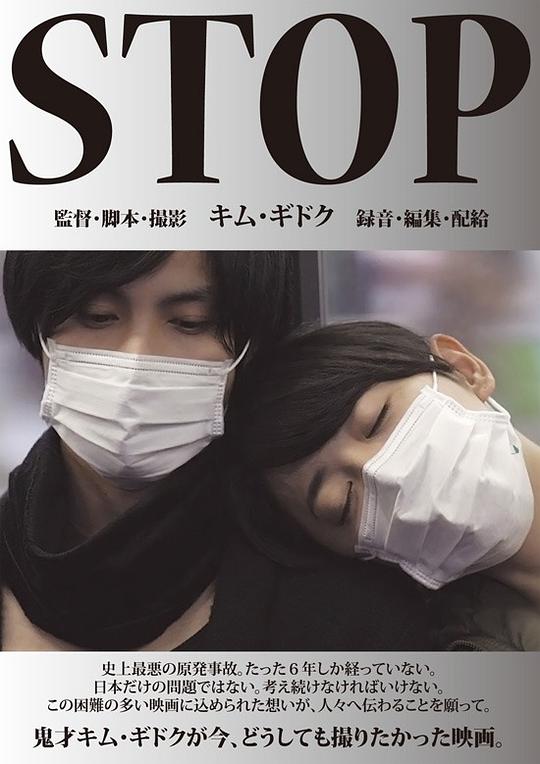 STOP
監督・脚本・撮影 キム・ギドク 録音・編集・配給
史上最悪の原発事故。たった6年しか経っていない。
日本だけの問題ではない。考え続けなければいけない。
この困難の多い映画に込められた想いが、人々へ伝わることを願って。
鬼才キム・ギドクが今、どうしても撮りたかった映画。